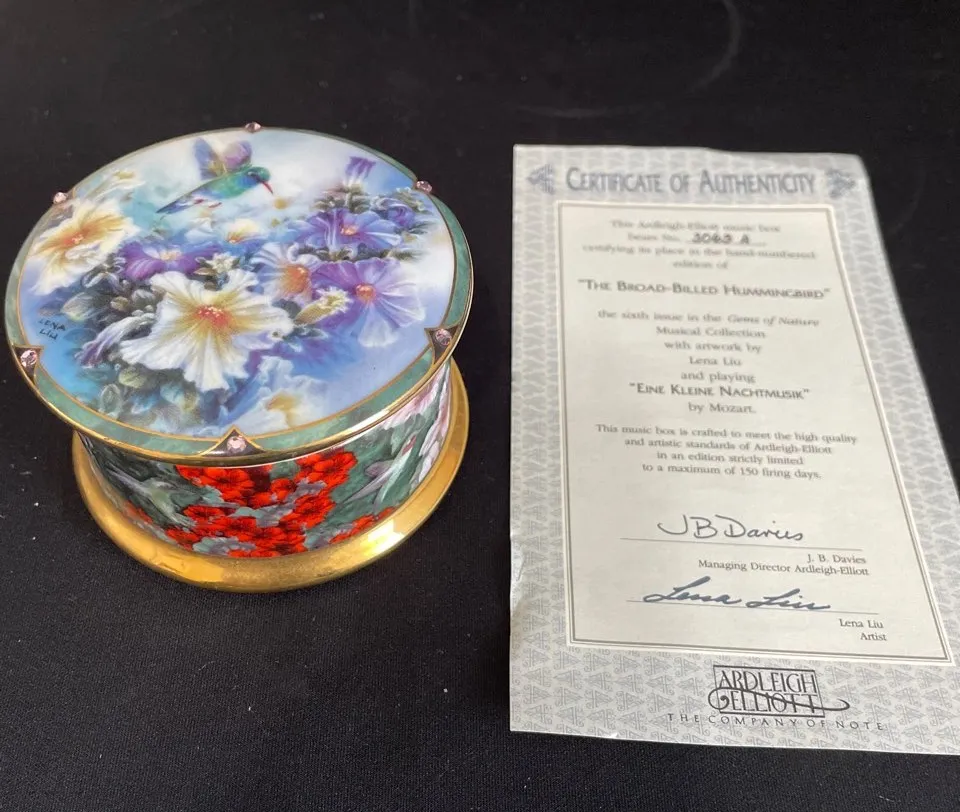 LENA
LIU
CERTIFICATE OF AUTHENTICITY
This Ardleigh-Elliott music box
bears No. 3063 A
certifying its place in the hand-numbered
edition of
"THE BROAD-BILLED HUMMINGBIRD"
the sixth issue in the Gems of Nature
Musical Collection
with artwork by
Lena Liu
and playing
"EINE KLEINE NACHTMUSIK"
by Mozart.
This music box is crafted to meet the high quality
and artistic standards of Ardleigh-Elliott
in an edition strictly limited
to a maximum of 150 firing days.
JB Davies
J. B. Davies
Managing Director Ardleigh-Elliott
Lena Liu
Lena Liu
Artist
ARDLEIGH
ELLIOTT
THE COMPANY OF NOTE